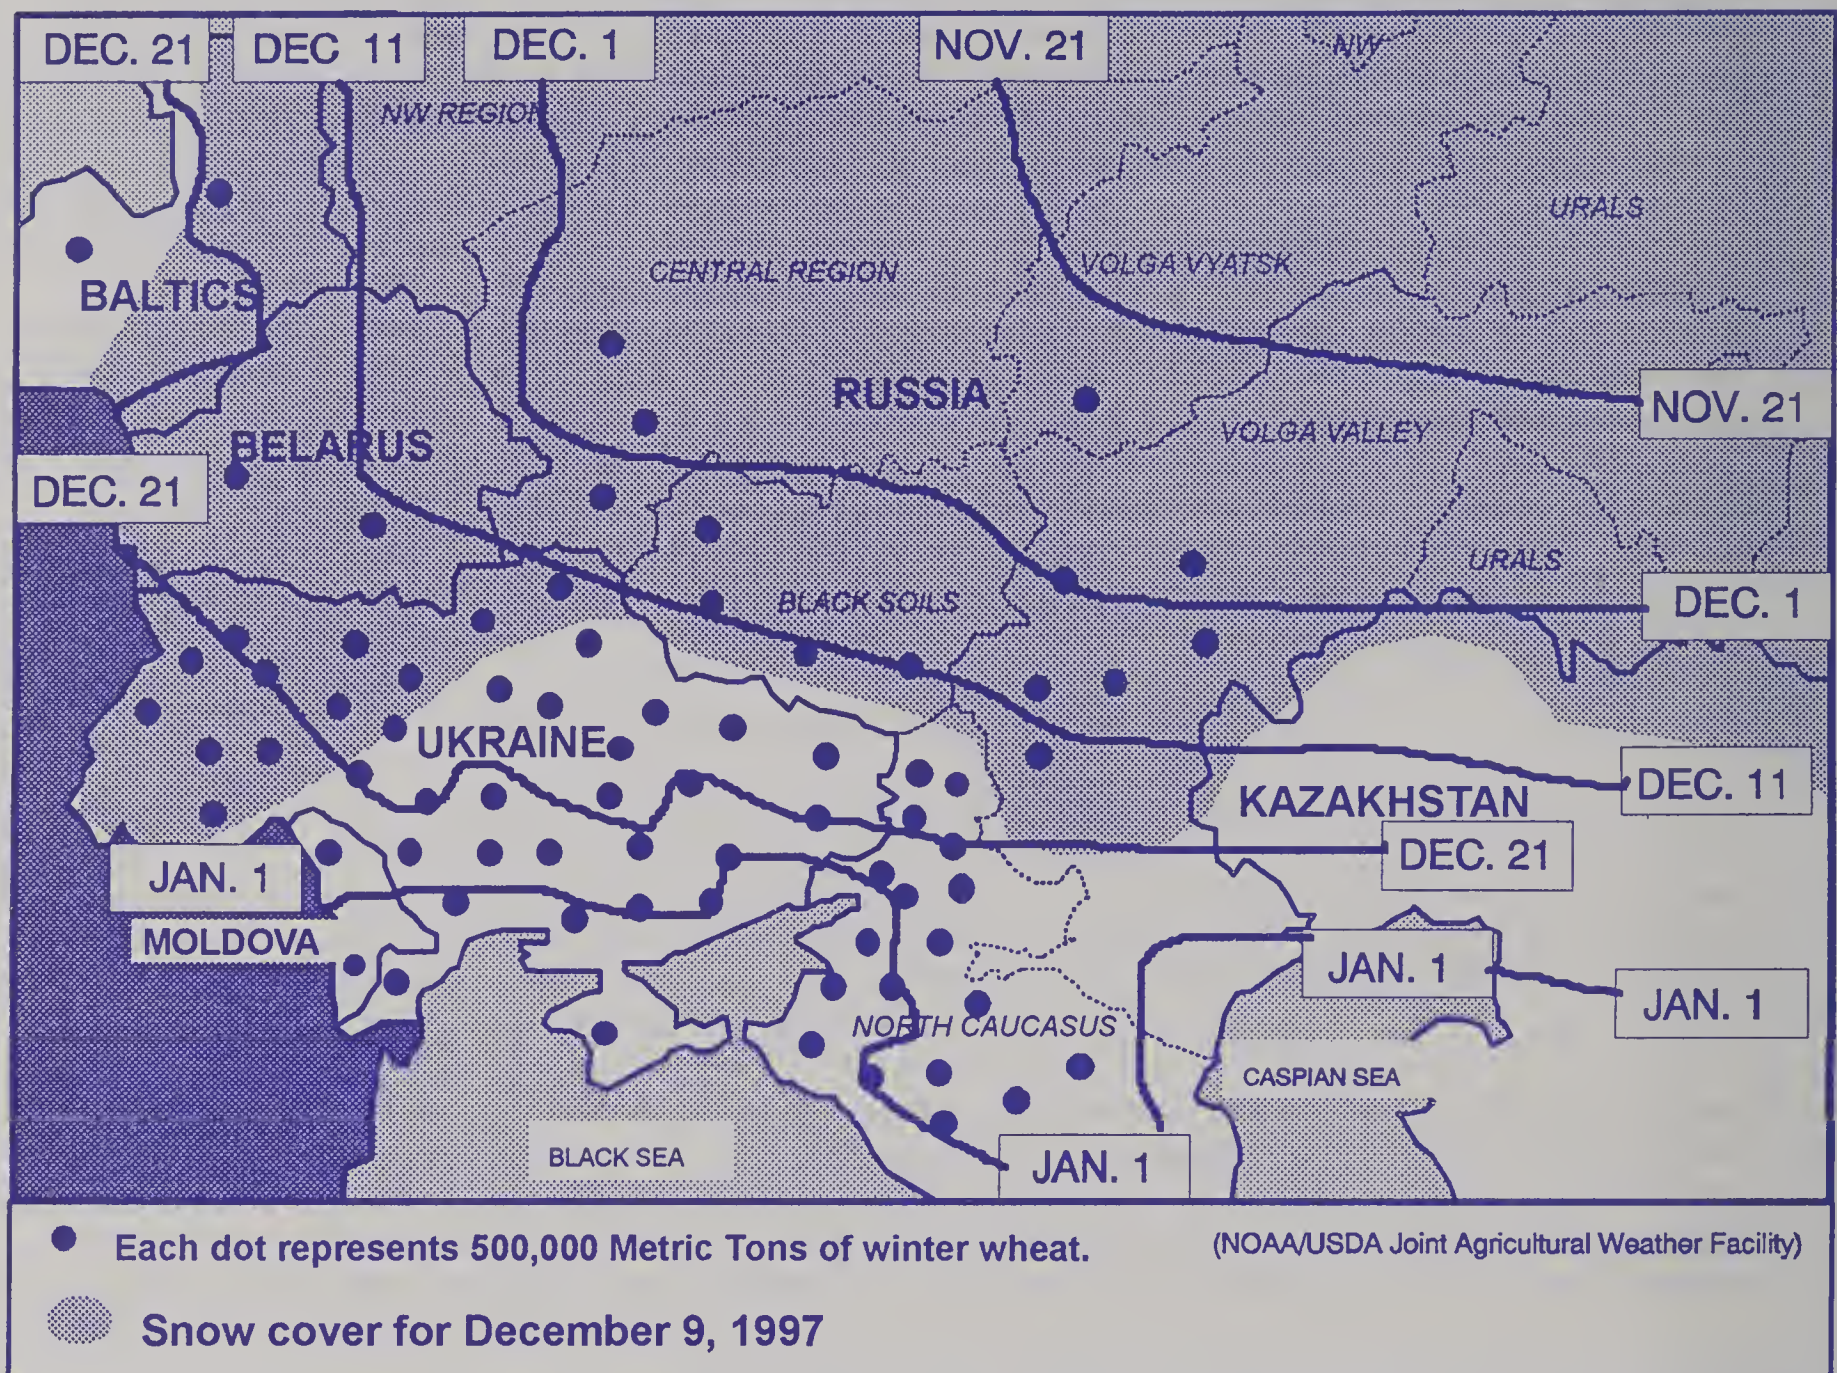 DEC. 21
DEC 11
DEC. 1
NOV. 21
NW
NW REGION
URALS
CENTRAL REGION
VOLGA VYATSK
BALTICS
RUSSIA
NOV. 21
BELARUS
VOLGA VALLEY
DEC. 21
URALS
BLACK SOILS
DEC. 1
UKRAINE
DEC. 11
KAZAKHSTAN
DEC. 21
JAN. 1
MOLDOVA
JAN. 1
JAN. 1
NORTH CAUCASUS
CASPIAN SEA
BLACK SEA
JAN. 1
Each dot represents 500,000 Metric Tons of winter wheat.
(NOAA/USDA Joint Agricultural Weather Facility)
Snow cover for December 9, 1997